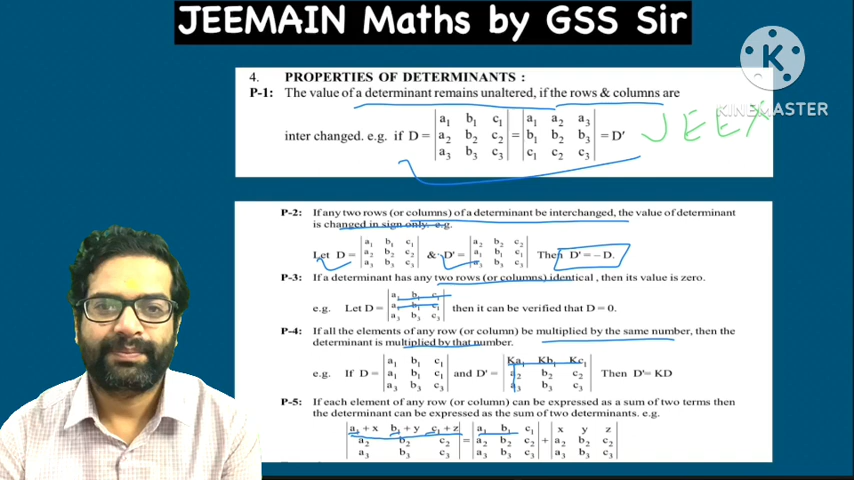 JEEMAIN Maths by GSS Sir
4. PROPERTIES OF DETERMINANTS :
P-1: The value of a determinant remains unaltered, if the rows & columns are
inter changed. e.g. if D = | a₁ b₁ c₁ | = | a₁ a₂ a₃ | = D′
| a₂ b₂ c₂ | | b₁ b₂ b₃ |
| a₃ b₃ c₃ | | c₁ c₂ c₃ |
K
KINEMASTER
JEEX
P-2: If any two rows (or columns) of a determinant be interchanged, the value of determinant
is changed in sign only. e.g.
Let D = | a₁ b₁ c₁ | & D′ = | a₂ b₂ c₂ | Then D′ = – D.
| a₂ b₂ c₂ | | a₁ b₁ c₁ |
| a₃ b₃ c₃ | | a₃ b₃ c₃ |
P-3: If a determinant has any two rows (or columns) identical , then its value is zero.
e.g. Let D = | a₁ b₁ c₁ | then it can be verified that D = 0.
| a₁ b₁ c₁ |
| a₃ b₃ c₃ |
P-4: If all the elements of any row (or column) be multiplied by the same number, then the
determinant is multiplied by that number.
e.g. If D = | a₁ b₁ c₁ | and D′ = | Ka₁ Kb₁ Kc₁ | Then D′= KD
| a₁ b₁ c₁ | | a₂ b₂ c₂ |
| a₃ b₃ c₃ | | a₃ b₃ c₃ |
P-5: If each element of any row (or column) can be expressed as a sum of two terms then
the determinant can be expressed as the sum of two determinants. e.g.
| a₁ + x b₁ + y c₁ + z | = | a₁ b₁ c₁ | + | x y z |
| a₂ b₂ c₂ | | a₂ b₂ c₂ | | a₂ b₂ c₂ |
| a₃ b₃ c₃ | | a₃ b₃ c₃ | | a₃ b₃ c₃ |